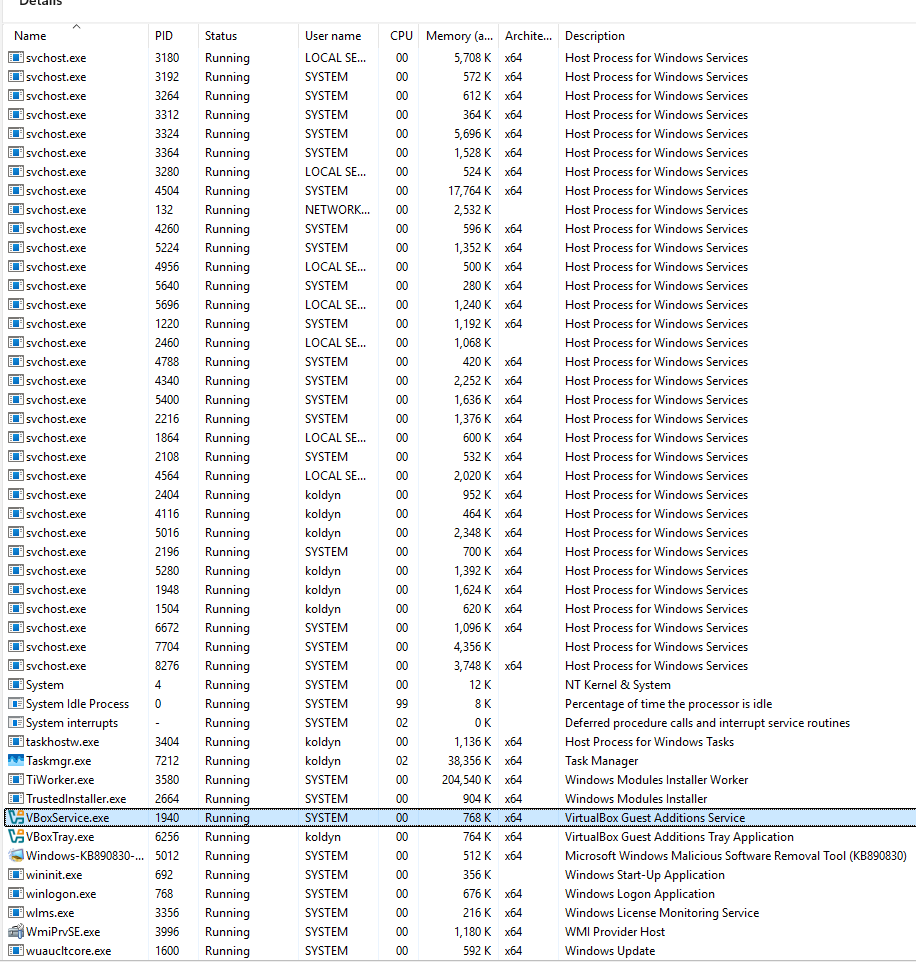 Details
Name PID Status User name CPU Memory (a... Archite... Description
svchost.exe 3180 Running LOCAL SE... 00 5,708 K x64 Host Process for Windows Services
svchost.exe 3192 Running SYSTEM 00 572 K x64 Host Process for Windows Services
svchost.exe 3264 Running SYSTEM 00 612 K x64 Host Process for Windows Services
svchost.exe 3312 Running SYSTEM 00 364 K x64 Host Process for Windows Services
svchost.exe 3324 Running SYSTEM 00 5,696 K x64 Host Process for Windows Services
svchost.exe 3364 Running SYSTEM 00 1,528 K x64 Host Process for Windows Services
svchost.exe 3280 Running LOCAL SE... 00 524 K x64 Host Process for Windows Services
svchost.exe 4504 Running SYSTEM 00 17,764 K x64 Host Process for Windows Services
svchost.exe 132 Running NETWORK... 00 2,532 K Host Process for Windows Services
svchost.exe 4260 Running SYSTEM 00 596 K x64 Host Process for Windows Services
svchost.exe 5224 Running SYSTEM 00 1,352 K x64 Host Process for Windows Services
svchost.exe 4956 Running LOCAL SE... 00 500 K x64 Host Process for Windows Services
svchost.exe 5640 Running SYSTEM 00 280 K x64 Host Process for Windows Services
svchost.exe 5696 Running LOCAL SE... 00 1,240 K x64 Host Process for Windows Services
svchost.exe 1220 Running SYSTEM 00 1,192 K x64 Host Process for Windows Services
svchost.exe 2460 Running LOCAL SE... 00 1,068 K Host Process for Windows Services
svchost.exe 4788 Running SYSTEM 00 420 K x64 Host Process for Windows Services
svchost.exe 4340 Running SYSTEM 00 2,252 K x64 Host Process for Windows Services
svchost.exe 5400 Running SYSTEM 00 1,636 K x64 Host Process for Windows Services
svchost.exe 2216 Running SYSTEM 00 1,376 K x64 Host Process for Windows Services
svchost.exe 1864 Running LOCAL SE... 00 600 K x64 Host Process for Windows Services
svchost.exe 2108 Running SYSTEM 00 532 K x64 Host Process for Windows Services
svchost.exe 4564 Running LOCAL SE... 00 2,020 K x64 Host Process for Windows Services
svchost.exe 2404 Running koldyn 00 952 K x64 Host Process for Windows Services
svchost.exe 4116 Running koldyn 00 464 K x64 Host Process for Windows Services
svchost.exe 5016 Running koldyn 00 2,348 K x64 Host Process for Windows Services
svchost.exe 2196 Running SYSTEM 00 700 K x64 Host Process for Windows Services
svchost.exe 5280 Running koldyn 00 1,392 K x64 Host Process for Windows Services
svchost.exe 1948 Running koldyn 00 1,624 K x64 Host Process for Windows Services
svchost.exe 1504 Running koldyn 00 620 K x64 Host Process for Windows Services
svchost.exe 6672 Running SYSTEM 00 1,096 K x64 Host Process for Windows Services
svchost.exe 7704 Running SYSTEM 00 4,356 K Host Process for Windows Services
svchost.exe 8276 Running SYSTEM 00 3,748 K x64 Host Process for Windows Services
System 4 Running SYSTEM 00 12 K NT Kernel & System
System Idle Process 0 Running SYSTEM 99 8 K Percentage of time the processor is idle
System interrupts - Running SYSTEM 02 0 K Deferred procedure calls and interrupt service routines
taskhostw.exe 3404 Running koldyn 00 1,136 K x64 Host Process for Windows Tasks
Taskmgr.exe 7212 Running koldyn 02 38,356 K x64 Task Manager
TiWorker.exe 3580 Running SYSTEM 00 204,540 K x64 Windows Modules Installer Worker
TrustedInstaller.exe 2664 Running SYSTEM 00 904 K x64 Windows Modules Installer
VBoxService.exe 1940 Running SYSTEM 00 768 K x64 VirtualBox Guest Additions Service
VBoxTray.exe 6256 Running koldyn 00 764 K x64 VirtualBox Guest Additions Tray Application
Windows-KB890830-... 5012 Running SYSTEM 00 512 K x64 Microsoft Windows Malicious Software Removal Tool (KB890830)
wininit.exe 692 Running SYSTEM 00 356 K Windows Start-Up Application
winlogon.exe 768 Running SYSTEM 00 676 K x64 Windows Logon Application
wlms.exe 3356 Running SYSTEM 00 216 K x64 Windows License Monitoring Service
WmiPrvSE.exe 3996 Running SYSTEM 00 1,180 K x64 WMI Provider Host
wuaucltcore.exe 1600 Running SYSTEM 00 592 K x64 Windows Update